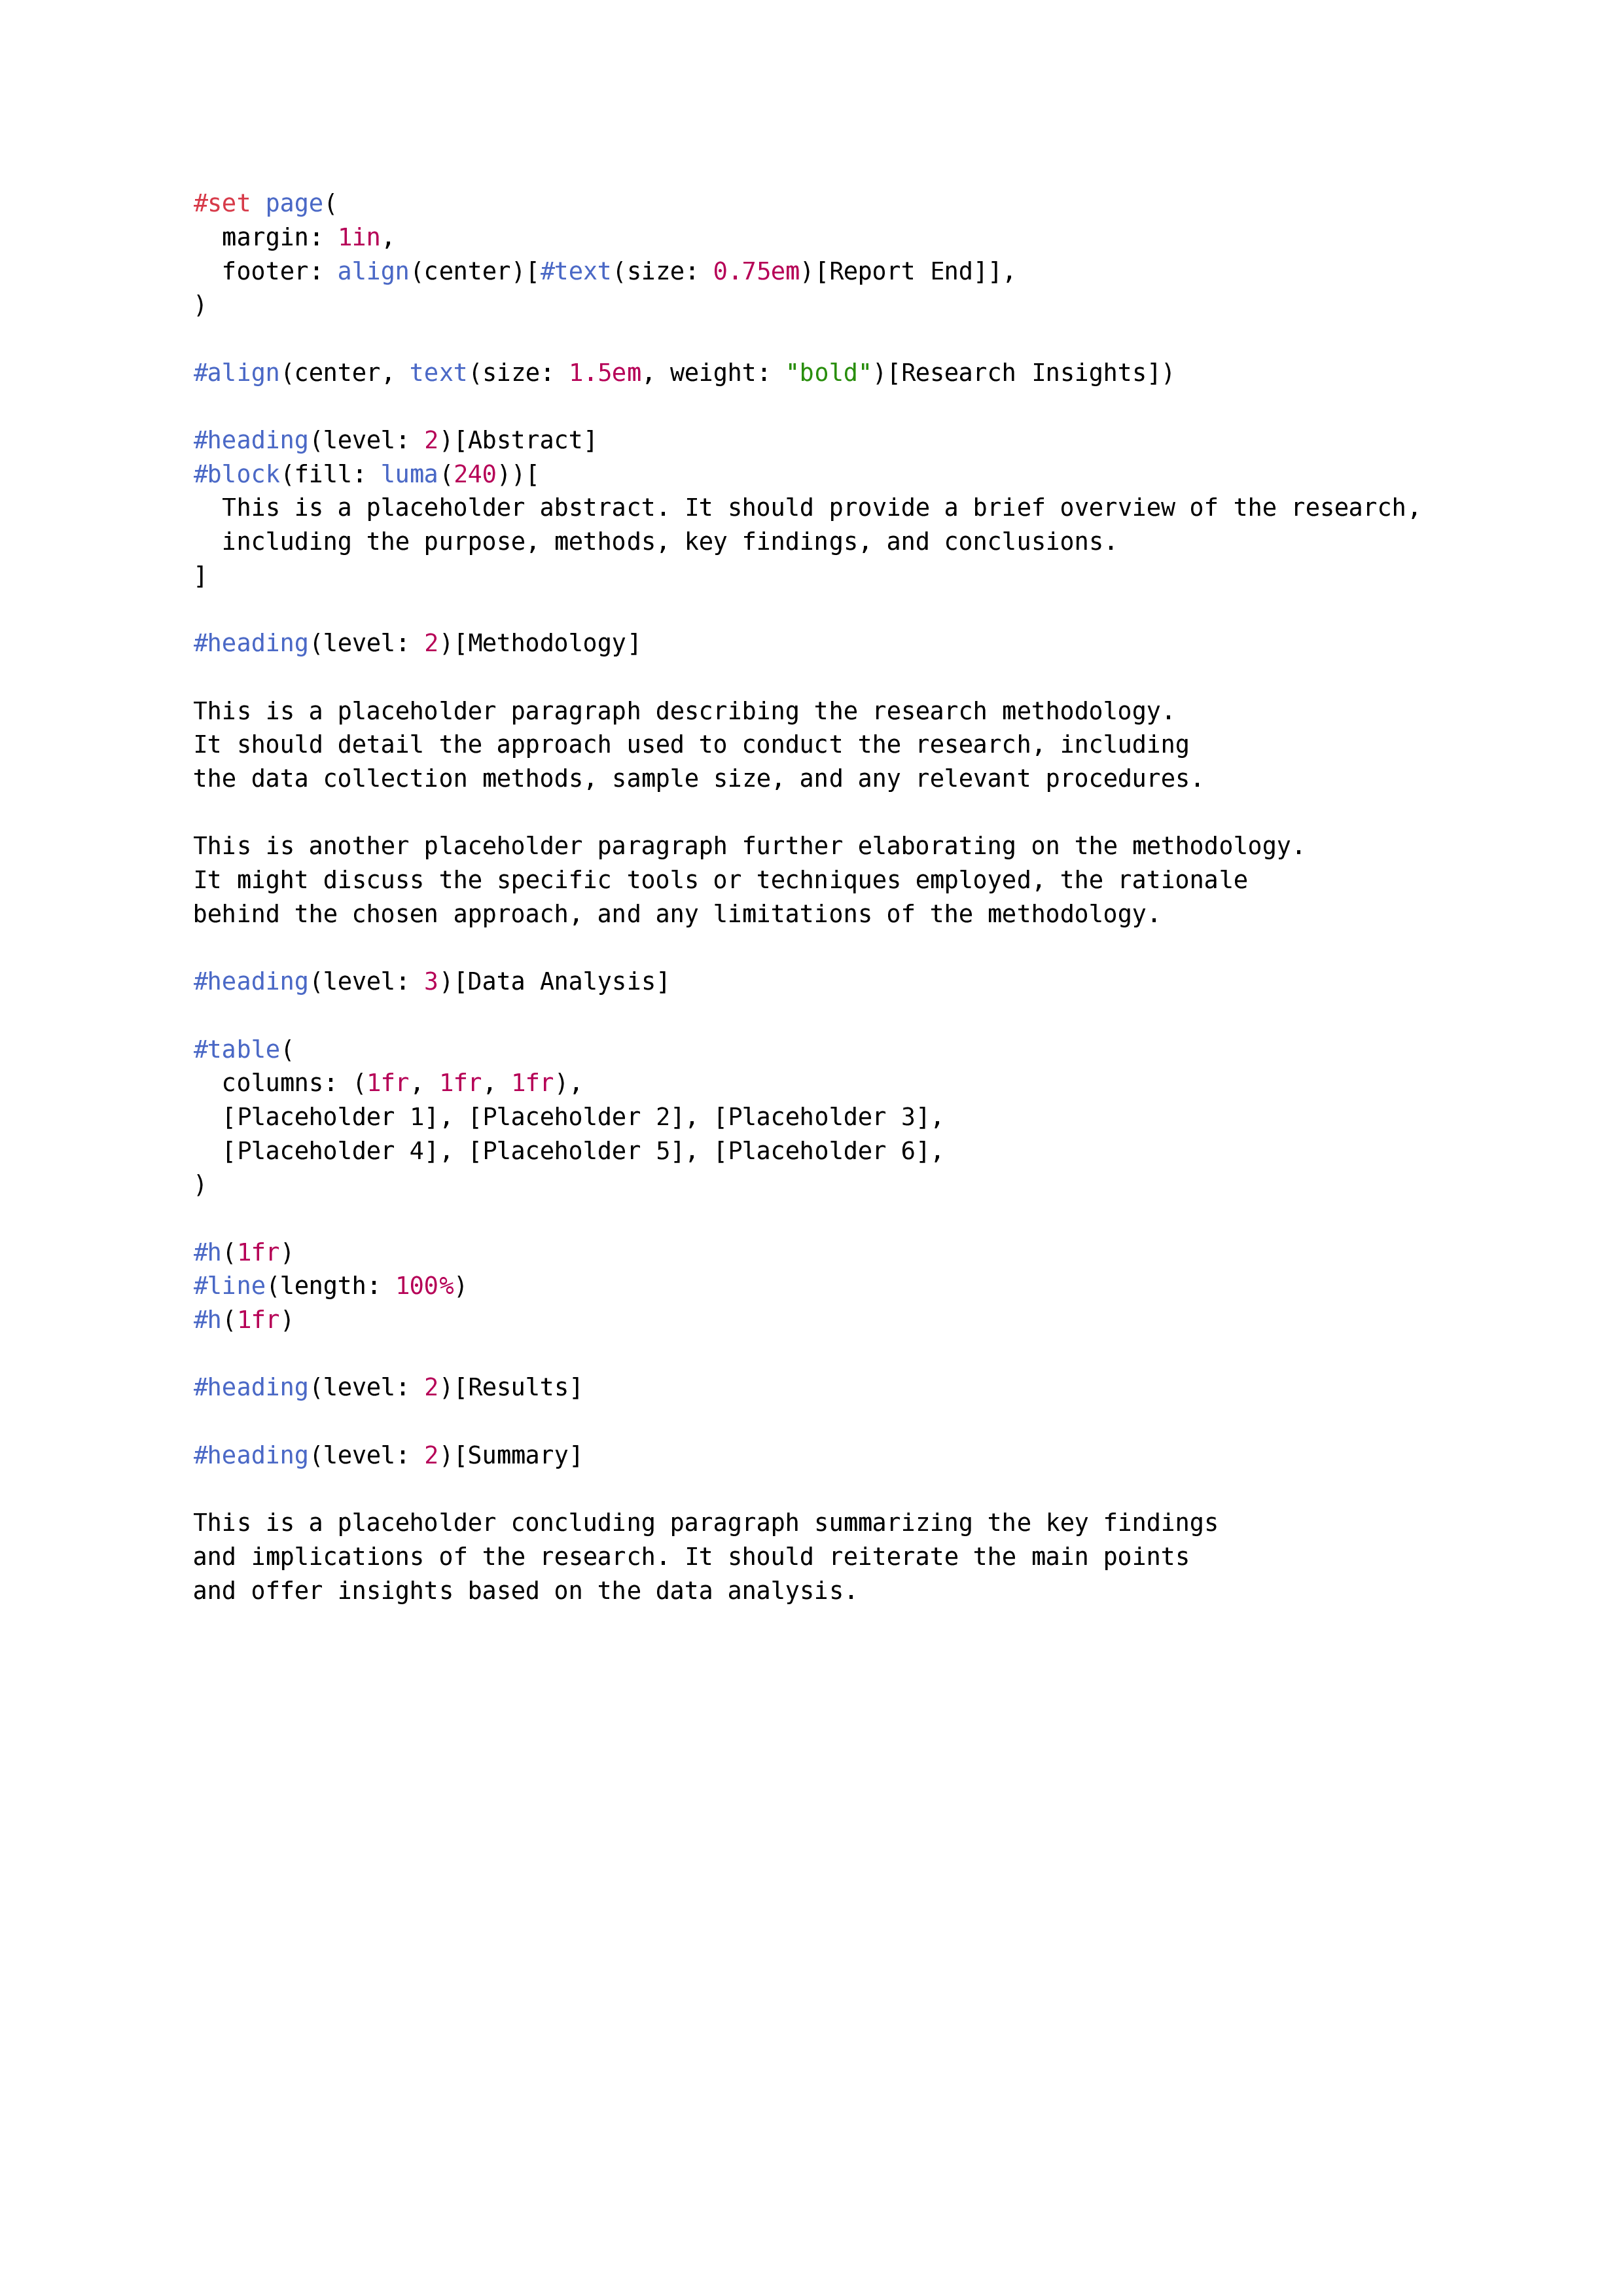 #set page(
  margin: 1in,
  footer: align(center)[#text(size: 0.75em)[Report End]],
)

#align(center, text(size: 1.5em, weight: "bold")[Research Insights])

#heading(level: 2)[Abstract]
#block(fill: luma(240))[
  This is a placeholder abstract. It should provide a brief overview of the research,
  including the purpose, methods, key findings, and conclusions.
]

#heading(level: 2)[Methodology]

This is a placeholder paragraph describing the research methodology.
It should detail the approach used to conduct the research, including
the data collection methods, sample size, and any relevant procedures.

This is another placeholder paragraph further elaborating on the methodology.
It might discuss the specific tools or techniques employed, the rationale
behind the chosen approach, and any limitations of the methodology.

#heading(level: 3)[Data Analysis]

#table(
  columns: (1fr, 1fr, 1fr),
  [Placeholder 1], [Placeholder 2], [Placeholder 3],
  [Placeholder 4], [Placeholder 5], [Placeholder 6],
)

#h(1fr)
#line(length: 100%)
#h(1fr)

#heading(level: 2)[Results]

#heading(level: 2)[Summary]

This is a placeholder concluding paragraph summarizing the key findings
and implications of the research. It should reiterate the main points
and offer insights based on the data analysis.